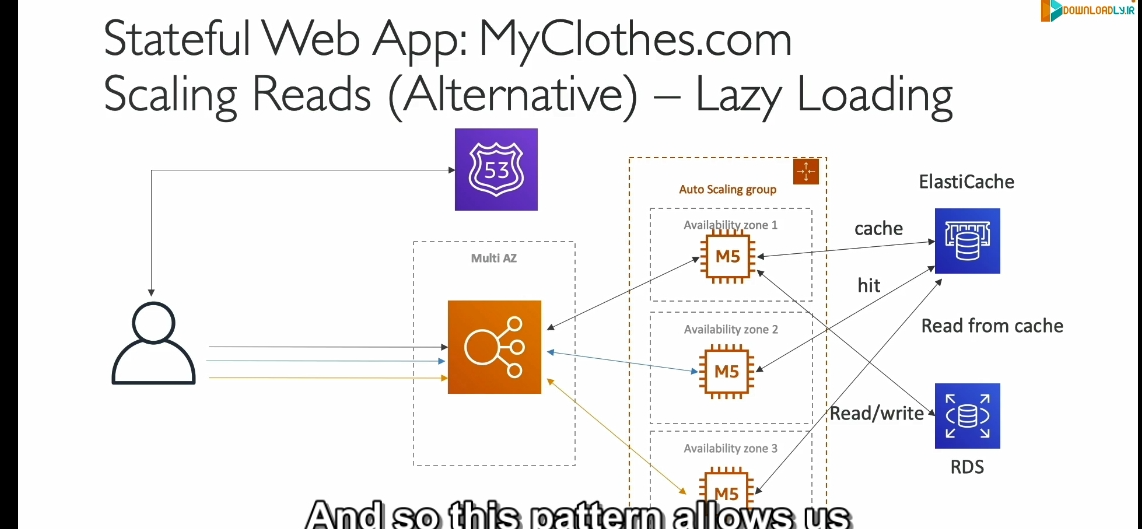 DOWNLOADLY.IR
Stateful Web App: MyClothes.com
Scaling Reads (Alternative) – Lazy Loading
53
Auto Scaling group
ElastiCache
Availability zone 1
M5
cache
Multi AZ
hit
Availability zone 2
M5
Read from cache
Read/write
Availability zone 3
M5
RDS
And so this pattern allows us